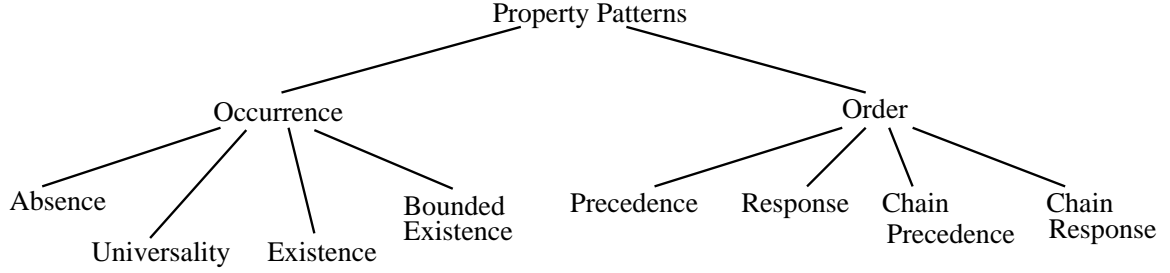 Property Patterns
Occurrence
Order
Absence
Universality
Existence
Bounded
Existence
Precedence
Response
Chain
Precedence
Chain
Response